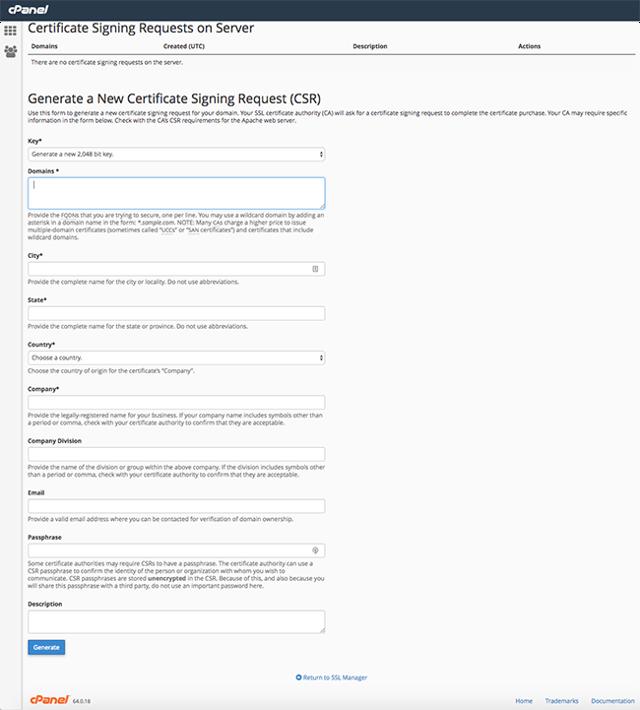 cPanel
Certificate Signing Requests on Server
Domains Created (UTC) Description Actions
There are no certificate signing requests on the server.
Generate a New Certificate Signing Request (CSR)
Use this form to generate a new certificate signing request for your domain. Your SSL certificate authority (CA) will ask for a certificate signing request to complete the certificate purchase. Your CA may require specific
information in the form below. Check with the CA's CSR requirements for the Apache web server.
Key*
Generate a new 2,048 bit key.
Domains *
Provide the FQDNs that you are trying to secure, one per line. You may use a wildcard domain by adding an
asterisk in a domain name in the form: *.sample.com. NOTE: Many CAs charge a higher price to issue
multiple-domain certificates (sometimes called "UCCs" or "SAN certificates") and certificates that include
wildcard domains.
City*
Provide the complete name for the city or locality. Do not use abbreviations.
State*
Provide the complete name for the state or province. Do not use abbreviations.
Country*
Choose a country.
Choose the country of origin for the certificate's "Company".
Company*
Provide the legally-registered name for your business. If your company name includes symbols other than
a period or comma, check with your certificate authority to confirm that they are acceptable.
Company Division
Provide the name of the division or group within the above company. If the division includes symbols other
than a period or comma, check with your certificate authority to confirm that they are acceptable.
Email
Provide a valid email address where you can be contacted for verification of domain ownership.
Passphrase
Some certificate authorities may require CSRs to have a passphrase. The certificate authority can use a
CSR passphrase to confirm the identity of the person or organization with whom you wish to
communicate. CSR passphrases are stored unencrypted in the CSR. Because of this, and also because you
will share this passphrase with a third party, do not use an important password here.
Description
Generate
Return to SSL Manager
cPanel 64.0.18 Home Trademarks Documentation